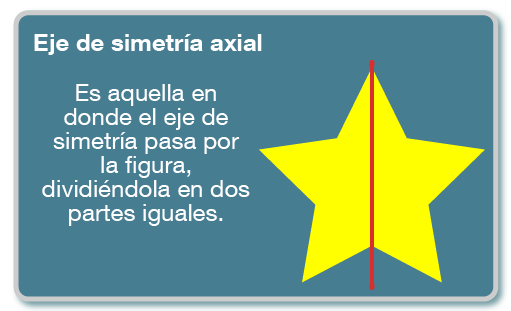 Eje de simetría axial
Es aquella en
donde el eje de
simetría pasa por
la figura,
dividiéndola en dos
partes iguales.